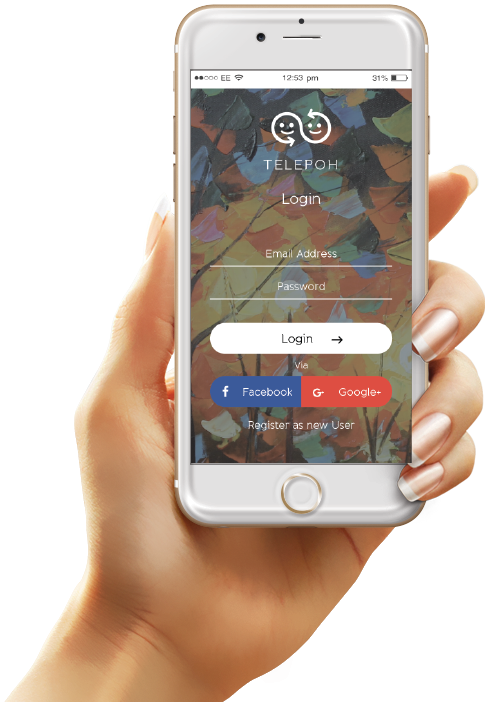 EE 12:53 pm 31%
TELEPOH
Login
Email Address
Password
Login
Via
Facebook G+ Google+
Register as new User